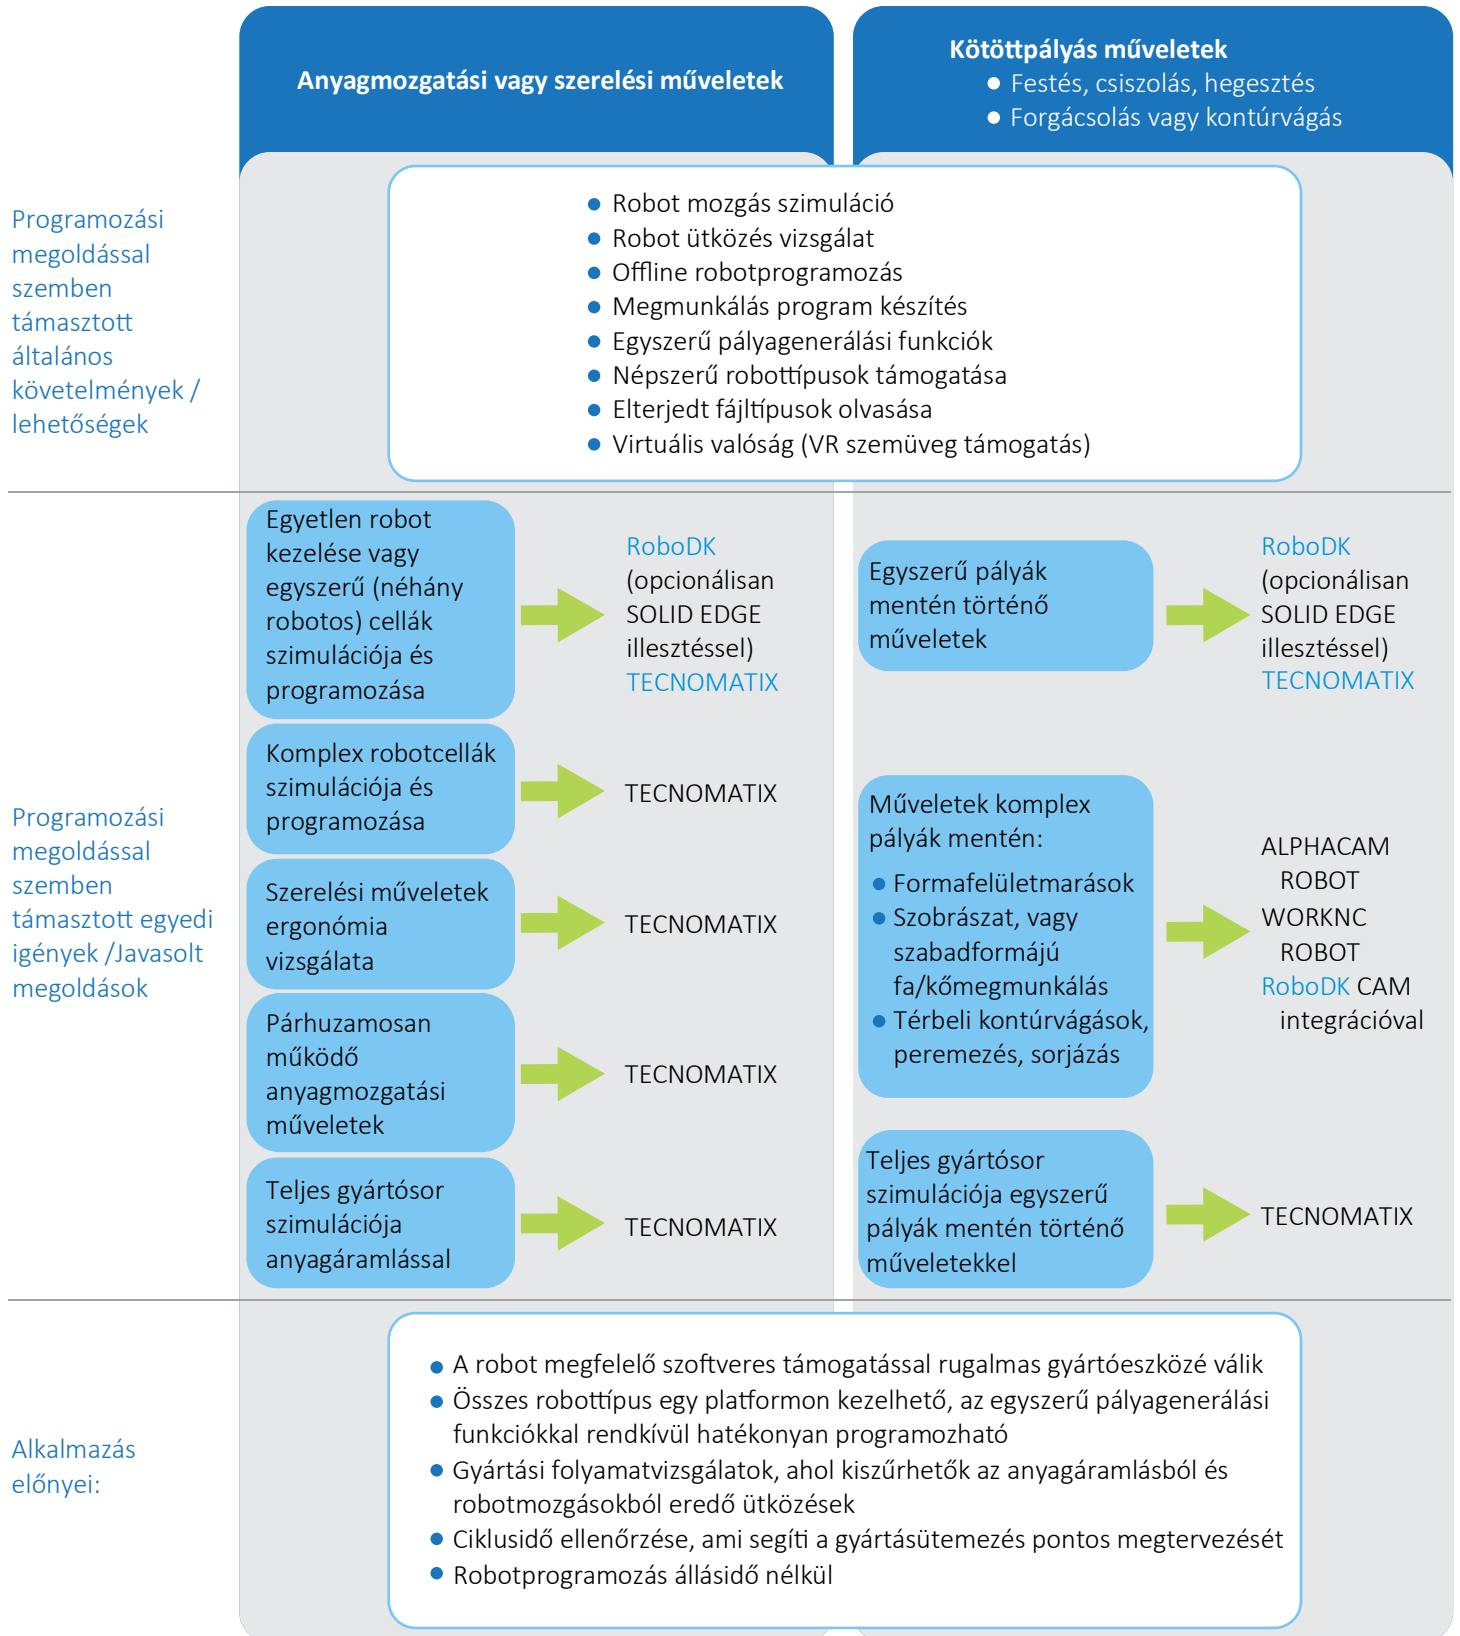 Anyagmozgatási vagy szerelési műveletek
Kötöttpályás műveletek
● Festés, csiszolás, hegesztés
● Forgácsolás vagy kontúrvágás
Programozási
megoldással
szemben
támasztott
általános
követelmények /
lehetőségek
● Robot mozgás szimuláció
● Robot ütközés vizsgálat
● Offline robotprogramozás
● Megmunkálás program készítés
● Egyszerű pályagenerálási funkciók
● Népszerű robottípusok támogatása
● Elterjedt fájltípusok olvasása
● Virtuális valóság (VR szemüveg támogatás)
Programozási
megoldással
szemben
támasztott egyedi
igények /Javasolt
megoldások
Egyetlen robot
kezelése vagy
egyszerű (néhány
robotos) cellák
szimulációja és
programozása
RoboDK
(opcionálisan
SOLID EDGE
illesztéssel)
TECNOMATIX
Komplex robotcellák
szimulációja és
programozása
TECNOMATIX
Szerelési műveletek
ergonómia
vizsgálata
TECNOMATIX
Párhuzamosan
működő
anyagmozgatási
műveletek
TECNOMATIX
Teljes gyártósor
szimulációja
anyagáramlással
TECNOMATIX
Egyszerű pályák
mentén történő
műveletek
RoboDK
(opcionálisan
SOLID EDGE
illesztéssel)
TECNOMATIX
Műveletek komplex
pályák mentén:
● Formafelületmarások
● Szobrászat, vagy
szabadformájú
fa/kőmegmunkálás
● Térbeli kontúrvágások,
peremezés, sorjázás
ALPHACAM
ROBOT
WORKNC
ROBOT
RoboDK CAM
integrációval
Teljes gyártósor
szimulációja egyszerű
pályák mentén történő
műveletekkel
TECNOMATIX
Alkalmazás
előnyei:
● A robot megfelelő szoftveres támogatással rugalmas gyártóeszközé válik
● Összes robottípus egy platformon kezelhető, az egyszerű pályagenerálási
funkciókkal rendkívül hatékonyan programozható
● Gyártási folyamatvizsgálatok, ahol kiszűrhetők az anyagáramlásból és
robotmozgásokból eredő ütközések
● Ciklusidő ellenőrzése, ami segíti a gyártásütemezés pontos megtervezését
● Robotprogramozás állásidő nélkül